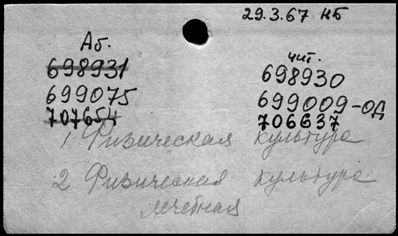 29.3.67 НБ
Аб. чит.
698931 698930
699075 699009-ОД
707654 706637
1 Физическая культура
2 Физическая культура
лечебная